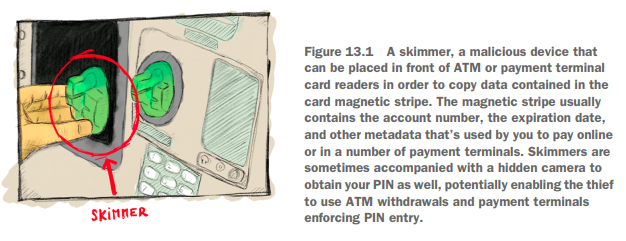 SKIMMER
Figure 13.1 A skimmer, a malicious device that
can be placed in front of ATM or payment terminal
card readers in order to copy data contained in the
card magnetic stripe. The magnetic stripe usually
contains the account number, the expiration date,
and other metadata that's used by you to pay online
or in a number of payment terminals. Skimmers are
sometimes accompanied with a hidden camera to
obtain your PIN as well, potentially enabling the thief
to use ATM withdrawals and payment terminals
enforcing PIN entry.